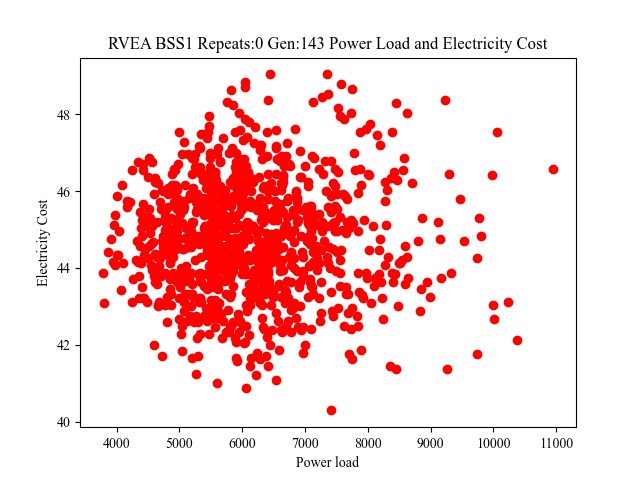 RVEA BSS1 Repeats:0 Gen:143 Power Load and Electricity Cost
48
46
44
42
40
Electricity Cost
4000 5000 6000 7000 8000 9000 10000 11000
Power load